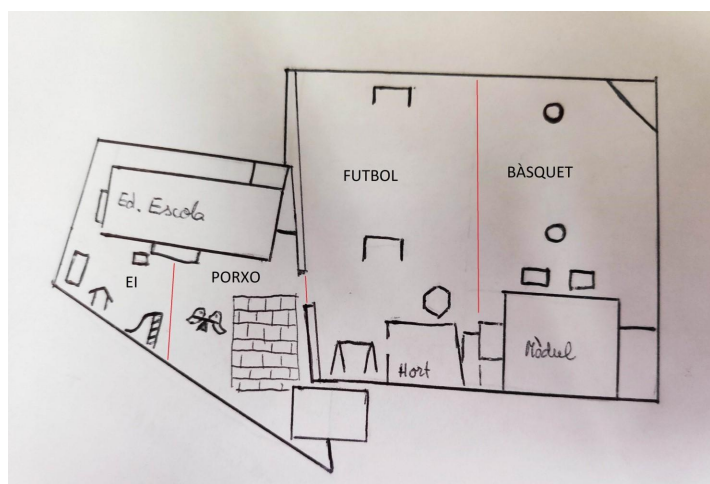 FUTBOL
BÀSQUET
Ed. Escola
EI
PORXO
Hort
Mòdul